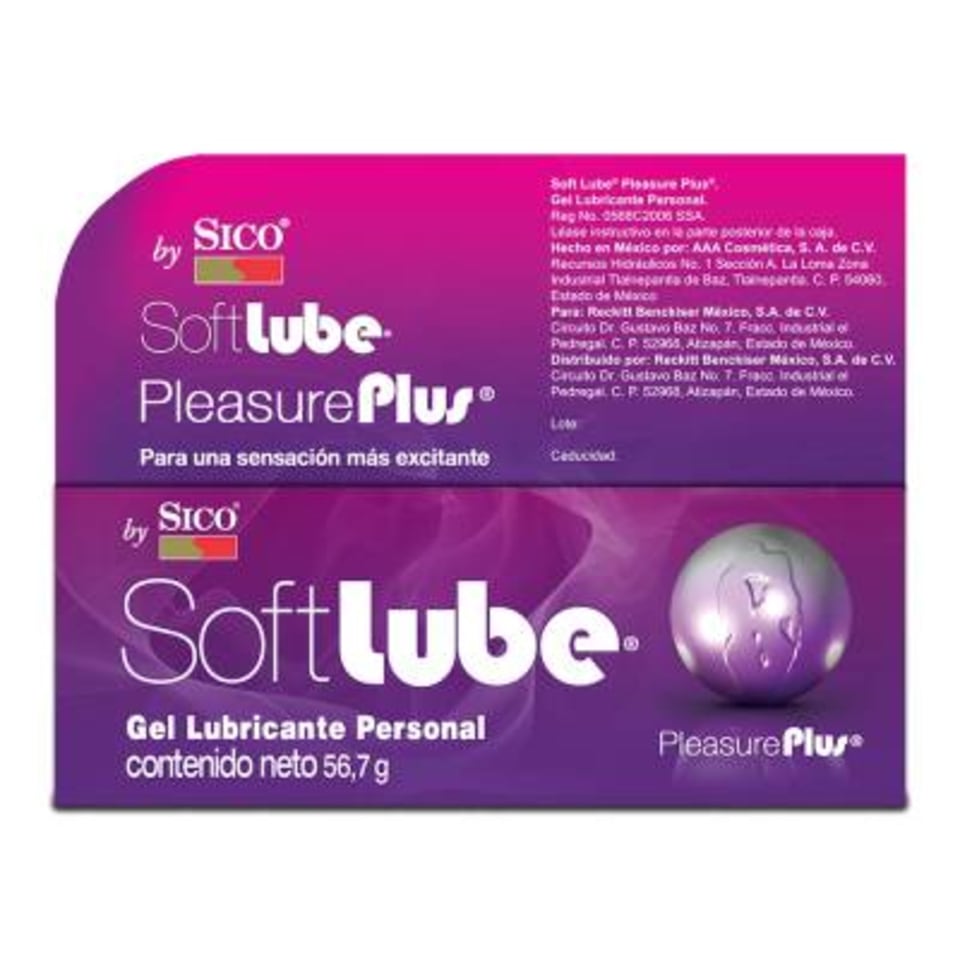 by SICO®
SoftLube®
PleasurePlus®
Para una sensación más excitante
Soft Lube® Pleasure Plus®.
Gel Lubricante Personal.
Reg No. 0588C2006 SSA.
Léase instructivo en la parte posterior de la caja.
Hecho en México por: AAA Cosmética, S. A. de C.V.
Recursos Hidráulicos No. 1 Sección A. La Loma Zona
Industrial Tlalnepantla de Baz, Tlalnepantla. C. P. 54060,
Estado de México
Para: Reckitt Benckiser México, S.A. de C.V.
Circuito Dr. Gustavo Baz No. 7. Fracc. Industrial el
Pedregal, C. P. 52968, Atizapán, Estado de México.
Distribuido por: Reckitt Benckiser México, S.A. de C.V.
Circuito Dr. Gustavo Baz No. 7. Fracc. Industrial el
Pedregal, C. P. 52968, Atizapán, Estado de México.
Lote:
Caducidad:
by SICO®
SoftLube®
Gel Lubricante Personal
contenido neto 56,7 g
PleasurePlus®